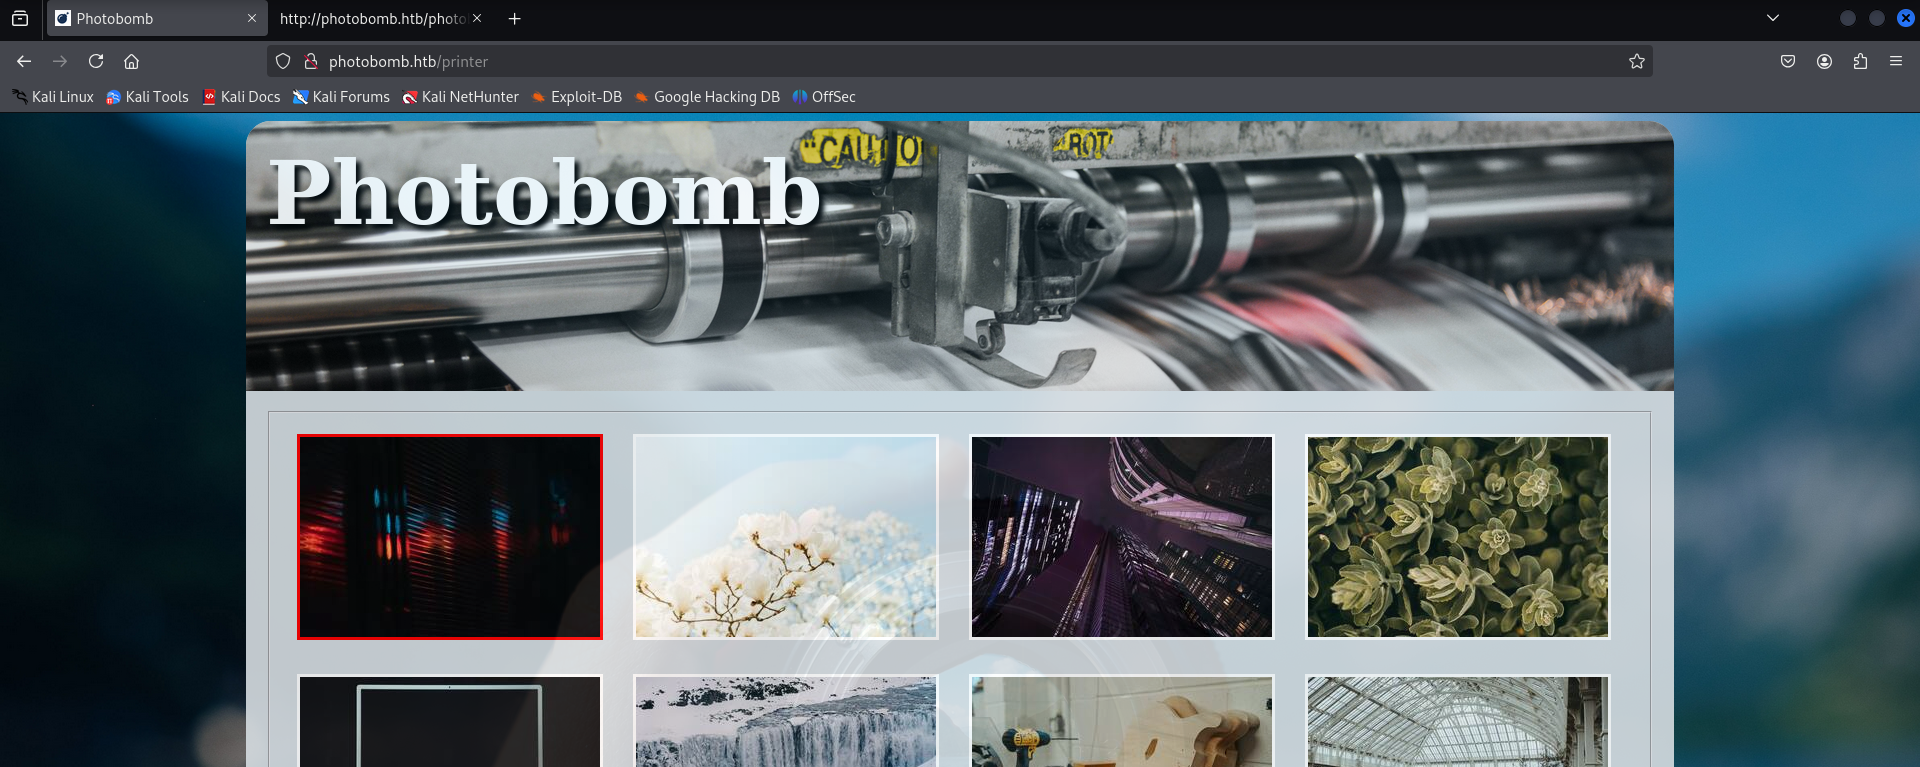 Photobomb
http://photobomb.htb/photo
photobomb.htb/printer
Kali Linux
Kali Tools
Kali Docs
Kali Forums
Kali NetHunter
Exploit-DB
Google Hacking DB
OffSec
"CAUTIO
ROT
Photobomb